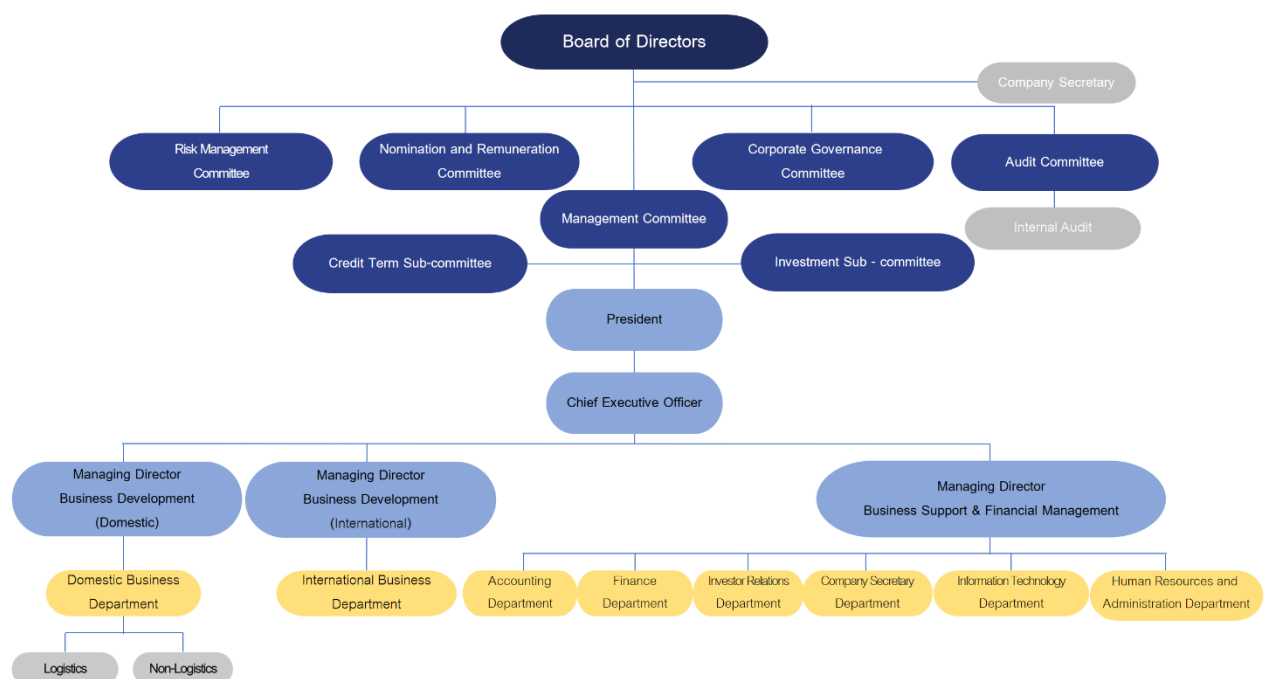 Board of Directors
Company Secretary
Risk Management
Committee
Nomination and Remuneration
Committee
Corporate Governance
Committee
Audit Committee
Management Committee
Internal Audit
Credit Term Sub-committee
Investment Sub - committee
President
Chief Executive Officer
Managing Director
Business Development
(Domestic)
Managing Director
Business Development
(International)
Managing Director
Business Support & Financial Management
Domestic Business
Department
International Business
Department
Accounting
Department
Finance
Department
Investor Relations
Department
Company Secretary
Department
Information Technology
Department
Human Resources and
Administration Department
Logistics
Non-Logistics